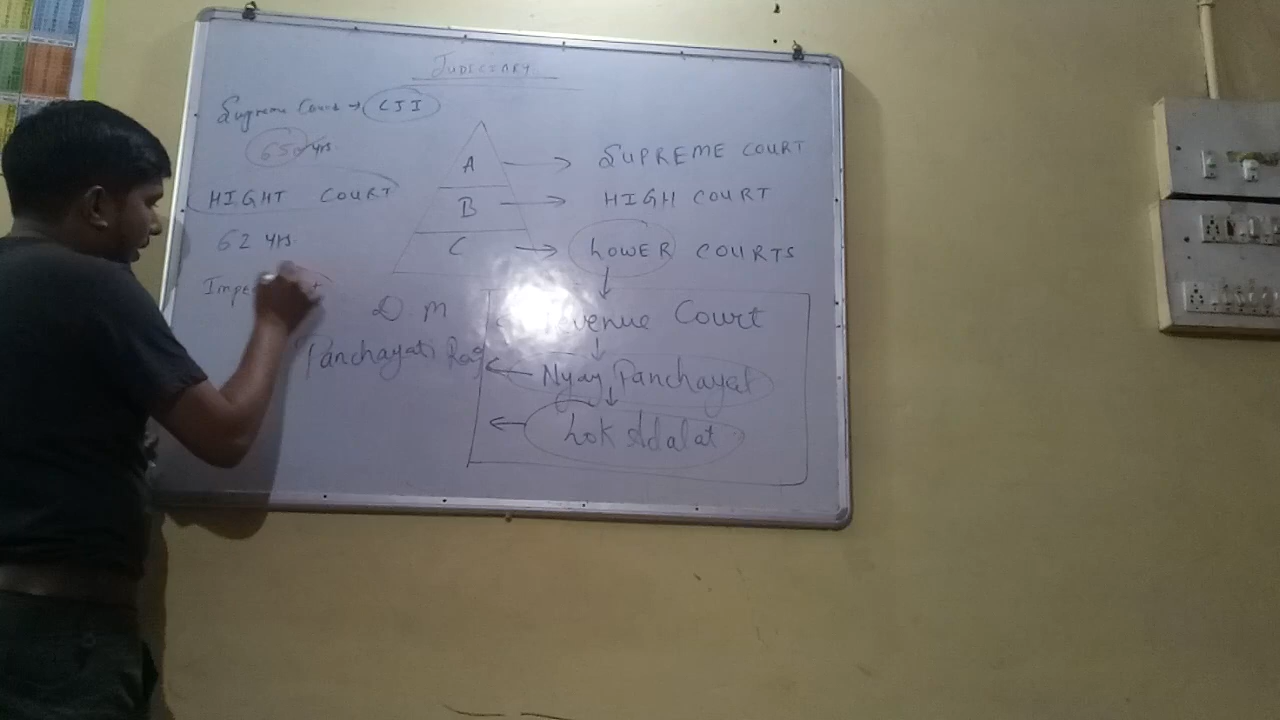 JUDICIARY
Supreme Court → CJI
65 yrs
HIGHT COURT
62 yrs.
A → SUPREME COURT
B → HIGH COURT
C → LOWER COURTS
DM
Revenue Court
Panchayati Raj ← Nyay Panchayat
← Lok Adalat